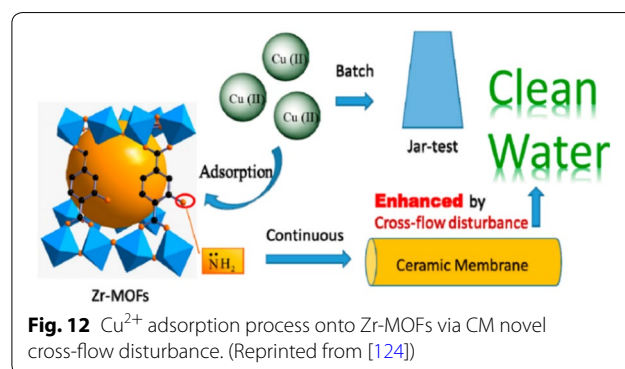 Cu (II)
Cu (II)
Cu (II)
Batch
Jar-test
Clean
Water
Adsorption
Enhanced by
Cross-flow disturbance
N̈H₂
Continuous
Ceramic Membrane
Zr-MOFs
Fig. 12 Cu²⁺ adsorption process onto Zr-MOFs via CM novel
cross-flow disturbance. (Reprinted from [124])